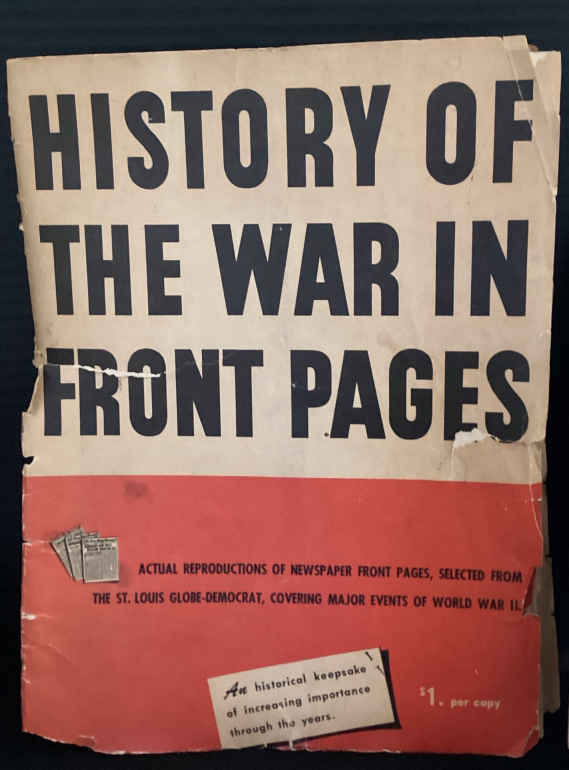 HISTORY OF
THE WAR IN
FRONT PAGES
ACTUAL REPRODUCTIONS OF NEWSPAPER FRONT PAGES, SELECTED FROM
THE ST. LOUIS GLOBE-DEMOCRAT, COVERING MAJOR EVENTS OF WORLD WAR II.
An historical keepsake
of increasing importance
through the years.
$1. per copy